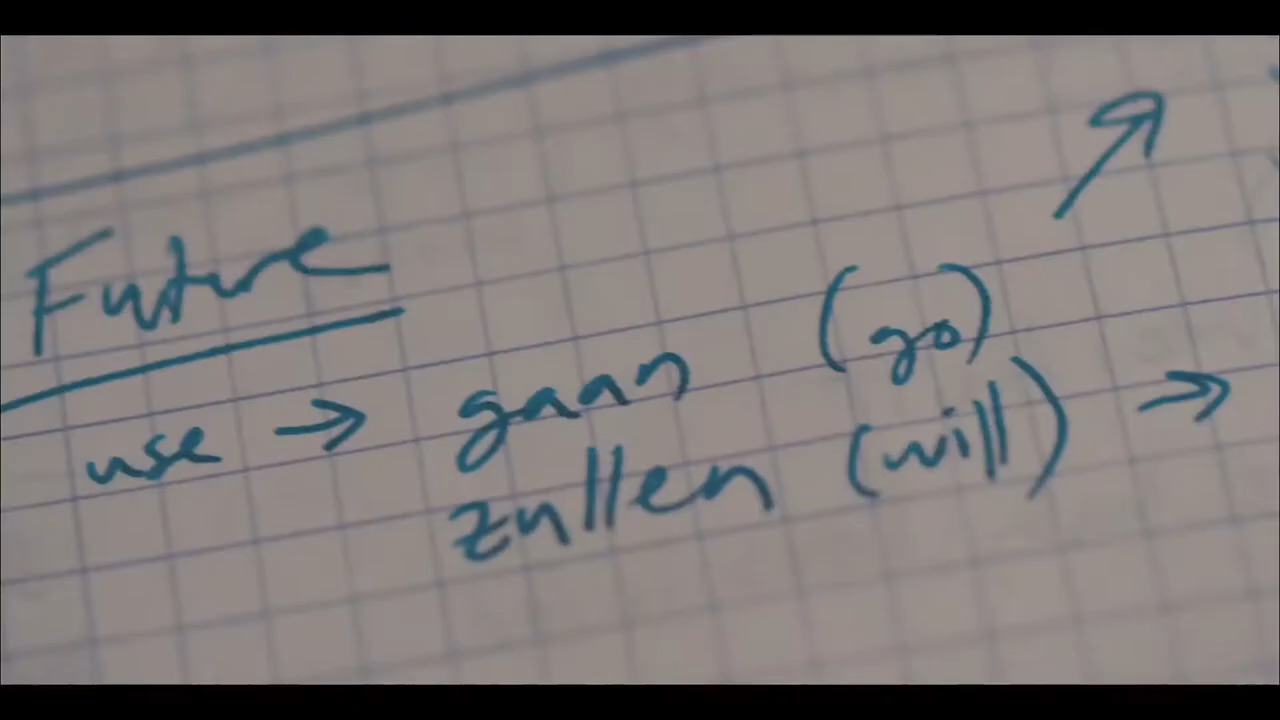 Future
use → gaan (go)
zullen (will) →